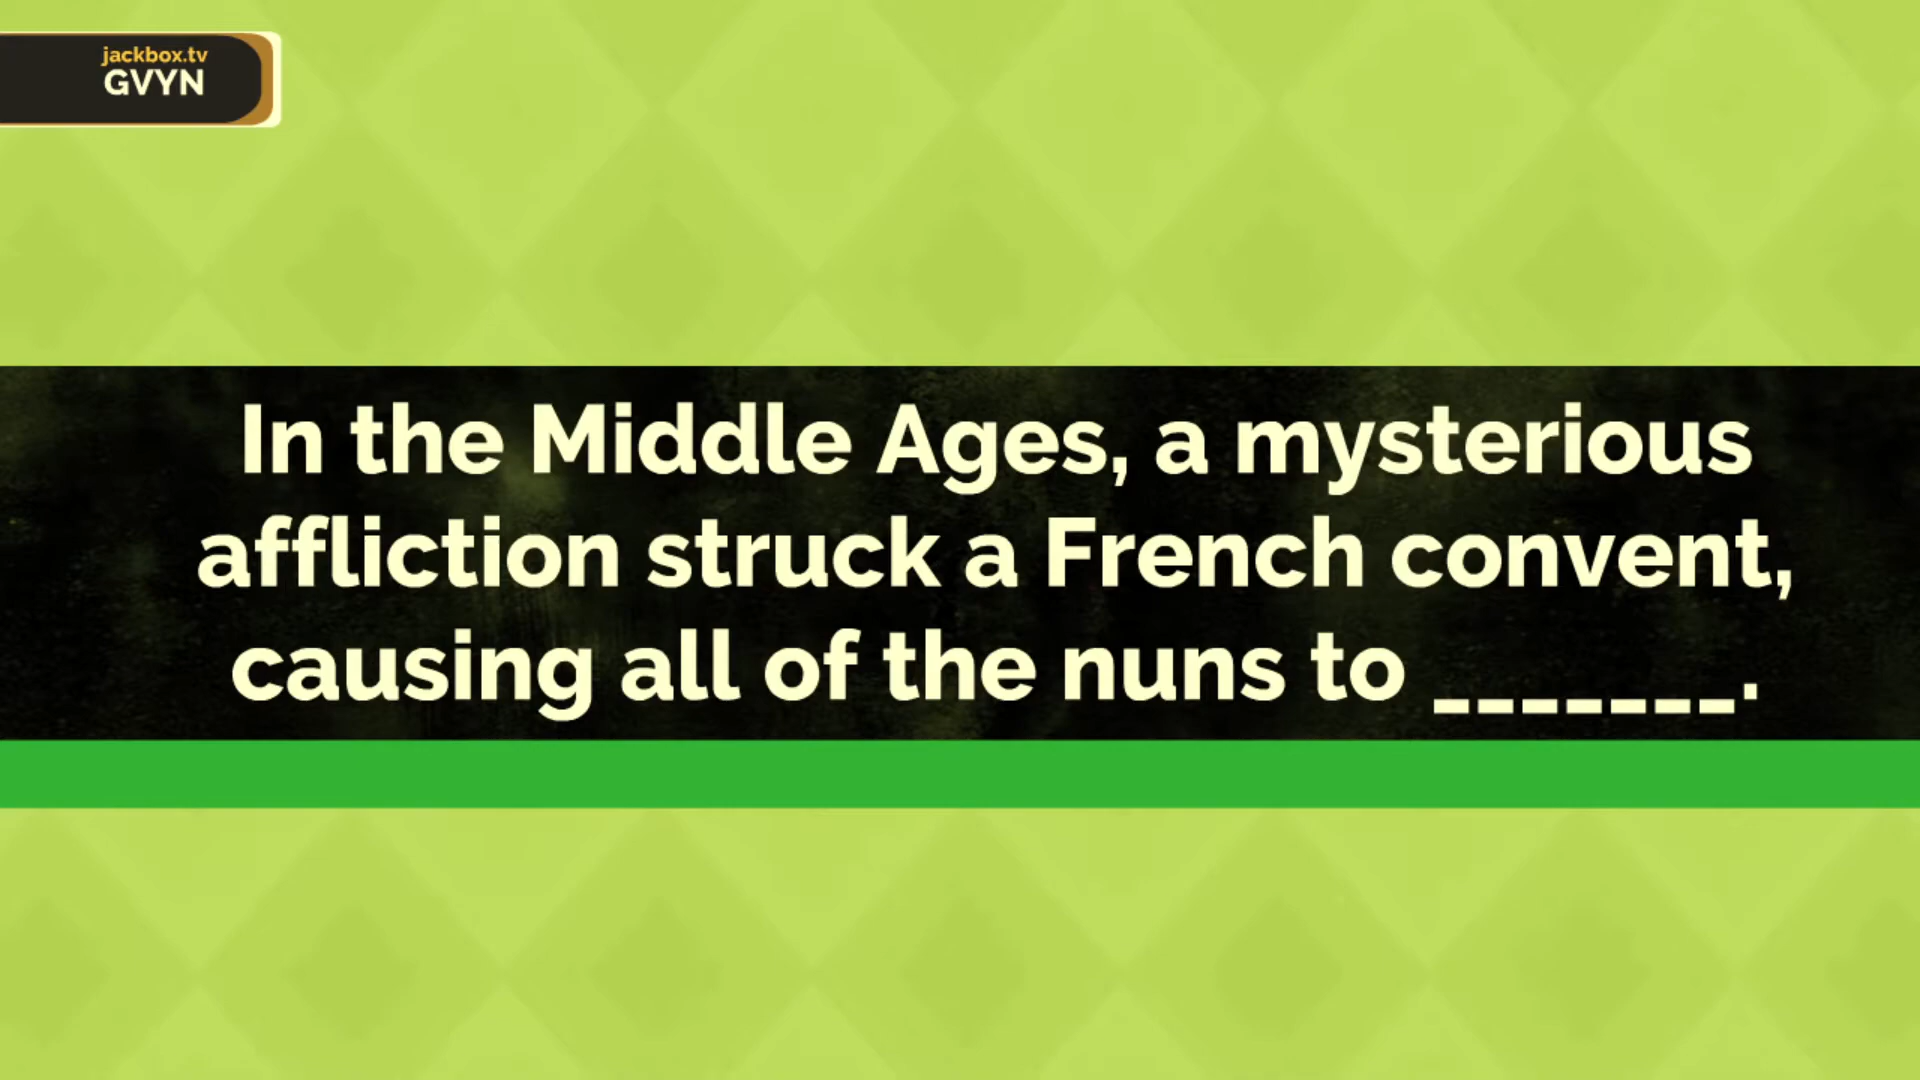 jackbox.tv
GVYN
In the Middle Ages, a mysterious
affliction struck a French convent,
causing all of the nuns to _______.